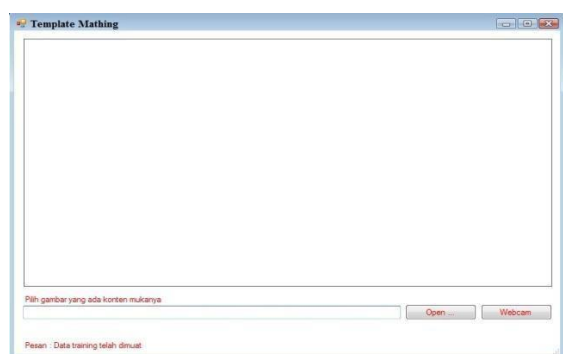 Template Mathing
Pilih gambar yang ada konten mukanya
Open ...
Webcam
Pesan : Data training telah dimuat